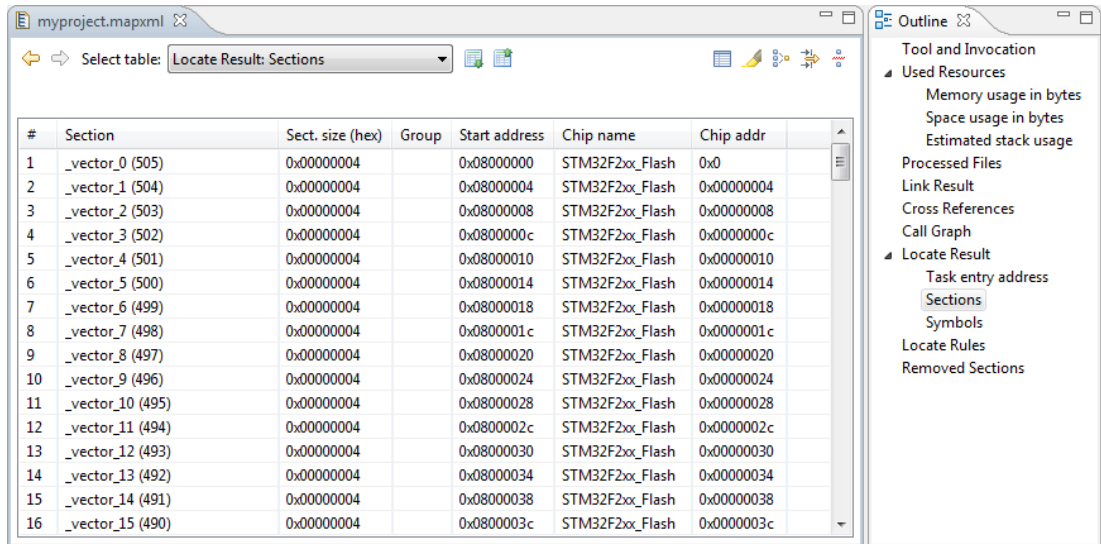 myproject.mapxml
Select table: Locate Result: Sections
# Section Sect. size (hex) Group Start address Chip name Chip addr
1 _vector_0 (505) 0x00000004 0x08000000 STM32F2xx_Flash 0x0
2 _vector_1 (504) 0x00000004 0x08000004 STM32F2xx_Flash 0x00000004
3 _vector_2 (503) 0x00000004 0x08000008 STM32F2xx_Flash 0x00000008
4 _vector_3 (502) 0x00000004 0x0800000c STM32F2xx_Flash 0x0000000c
5 _vector_4 (501) 0x00000004 0x08000010 STM32F2xx_Flash 0x00000010
6 _vector_5 (500) 0x00000004 0x08000014 STM32F2xx_Flash 0x00000014
7 _vector_6 (499) 0x00000004 0x08000018 STM32F2xx_Flash 0x00000018
8 _vector_7 (498) 0x00000004 0x0800001c STM32F2xx_Flash 0x0000001c
9 _vector_8 (497) 0x00000004 0x08000020 STM32F2xx_Flash 0x00000020
10 _vector_9 (496) 0x00000004 0x08000024 STM32F2xx_Flash 0x00000024
11 _vector_10 (495) 0x00000004 0x08000028 STM32F2xx_Flash 0x00000028
12 _vector_11 (494) 0x00000004 0x0800002c STM32F2xx_Flash 0x0000002c
13 _vector_12 (493) 0x00000004 0x08000030 STM32F2xx_Flash 0x00000030
14 _vector_13 (492) 0x00000004 0x08000034 STM32F2xx_Flash 0x00000034
15 _vector_14 (491) 0x00000004 0x08000038 STM32F2xx_Flash 0x00000038
16 _vector_15 (490) 0x00000004 0x0800003c STM32F2xx_Flash 0x0000003c
Outline
Tool and Invocation
Used Resources
Memory usage in bytes
Space usage in bytes
Estimated stack usage
Processed Files
Link Result
Cross References
Call Graph
Locate Result
Task entry address
Sections
Symbols
Locate Rules
Removed Sections